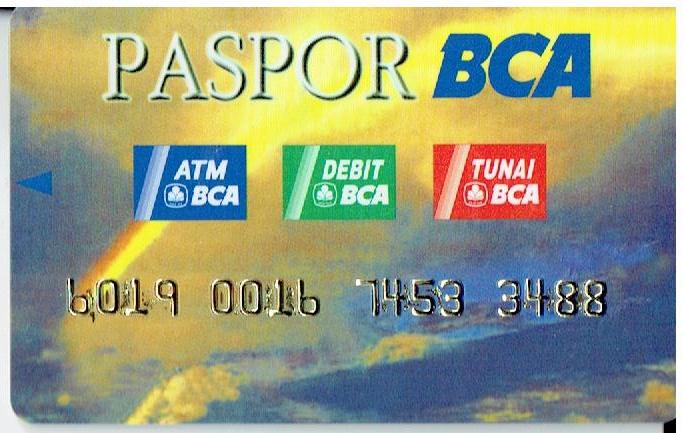 PASPOR BCA
ATM BCA
DEBIT BCA
TUNAI BCA
6019 0016 7453 3488